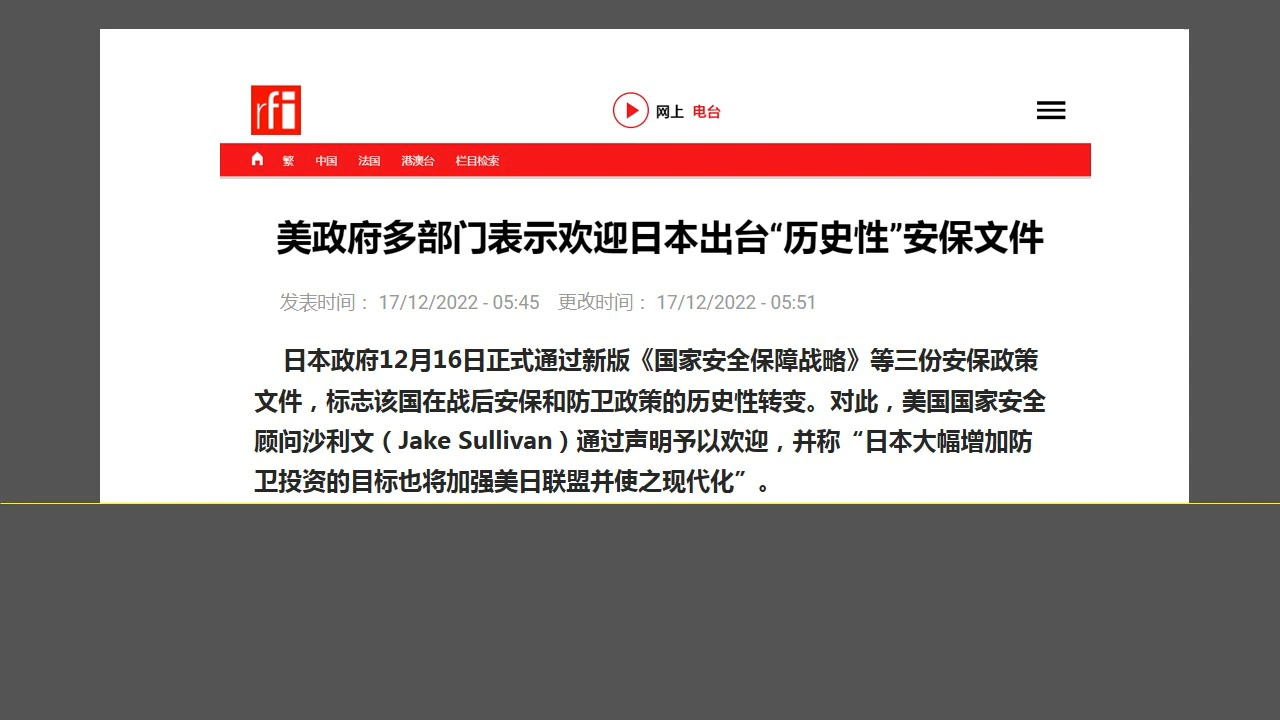 rfi
网上 电台
繁 中国 法国 港澳台 栏目检索
美政府多部门表示欢迎日本出台“历史性”安保文件
发表时间： 17/12/2022 - 05:45 更改时间： 17/12/2022 - 05:51
日本政府12月16日正式通过新版《国家安全保障战略》等三份安保政策
文件，标志该国在战后安保和防卫政策的历史性转变。对此，美国国家安全
顾问沙利文（Jake Sullivan）通过声明予以欢迎，并称“日本大幅增加防
卫投资的目标也将加强美日联盟并使之现代化”。